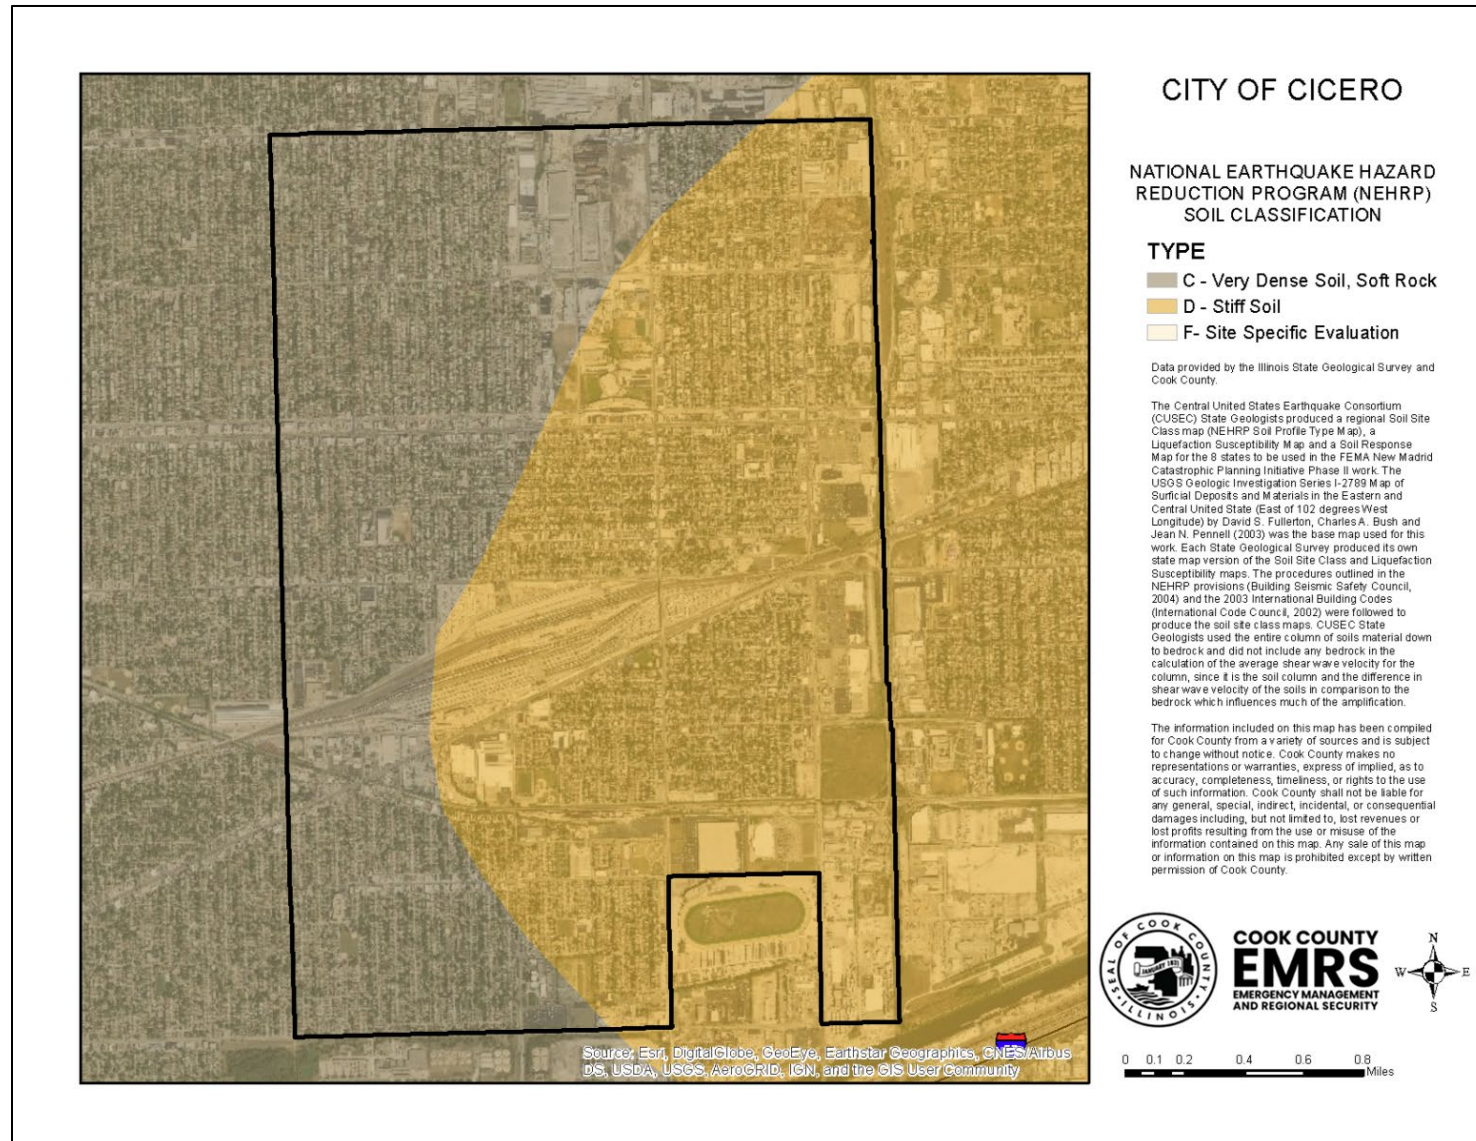 CITY OF CICERO
NATIONAL EARTHQUAKE HAZARD
REDUCTION PROGRAM (NEHRP)
SOIL CLASSIFICATION
TYPE
C - Very Dense Soil, Soft Rock
D - Stiff Soil
F- Site Specific Evaluation
Data provided by the Illinois State Geological Survey and
Cook County.
The Central United States Earthquake Consortium
(CUSEC) State Geologists produced a regional Soil Site
Class map (NEHRP Soil Profile Type Map), a
Liquefaction Susceptibility Map and a Soil Response
Map for the 8 states to be used in the FEMA New Madrid
Catastrophic Planning Initiative Phase II work. The
USGS Geologic Investigation Series I-2789 Map of
Surficial Deposits and Materials in the Eastern and
Central United State (East of 102 degrees West
Longitude) by David S. Fullerton, Charles A. Bush and
Jean N. Pennell (2003) was the base map used for this
work. Each State Geological Survey produced its own
state map version of the Soil Site Class and Liquefaction
Susceptibility maps. The procedures outlined in the
NEHRP provisions (Building Seismic Safety Council,
2004) and the 2003 International Building Codes
(International Code Council, 2002) were followed to
produce the soil site class maps. CUSEC State
Geologists used the entire column of soils material down
to bedrock and did not include any bedrock in the
calculation of the average shear wave velocity for the
column, since it is the soil column and the difference in
shear wave velocity of the soils in comparison to the
bedrock which influences much of the amplification.
The information included on this map has been compiled
for Cook County from a variety of sources and is subject
to change without notice. Cook County makes no
representations or warranties, express of implied, as to
accuracy, completeness, timeliness, or rights to the use
of such information. Cook County shall not be liable for
any general, special, indirect, incidental, or consequential
damages including, but not limited to, lost revenues or
lost profits resulting from the use or misuse of the
information contained on this map. Any sale of this map
or information on this map is prohibited except by written
permission of Cook County.
SEAL OF COOK COUNTY
JANUARY 1831
ILLINOIS
COOK COUNTY
EMRS
EMERGENCY MANAGEMENT
AND REGIONAL SECURITY
N
W E
S
0 0.1 0.2 0.4 0.6 0.8
Miles
Source: Esri, DigitalGlobe, GeoEye, Earthstar Geographics, CNES/Airbus
DS, USDA, USGS, AeroGRID, IGN, and the GIS User Community